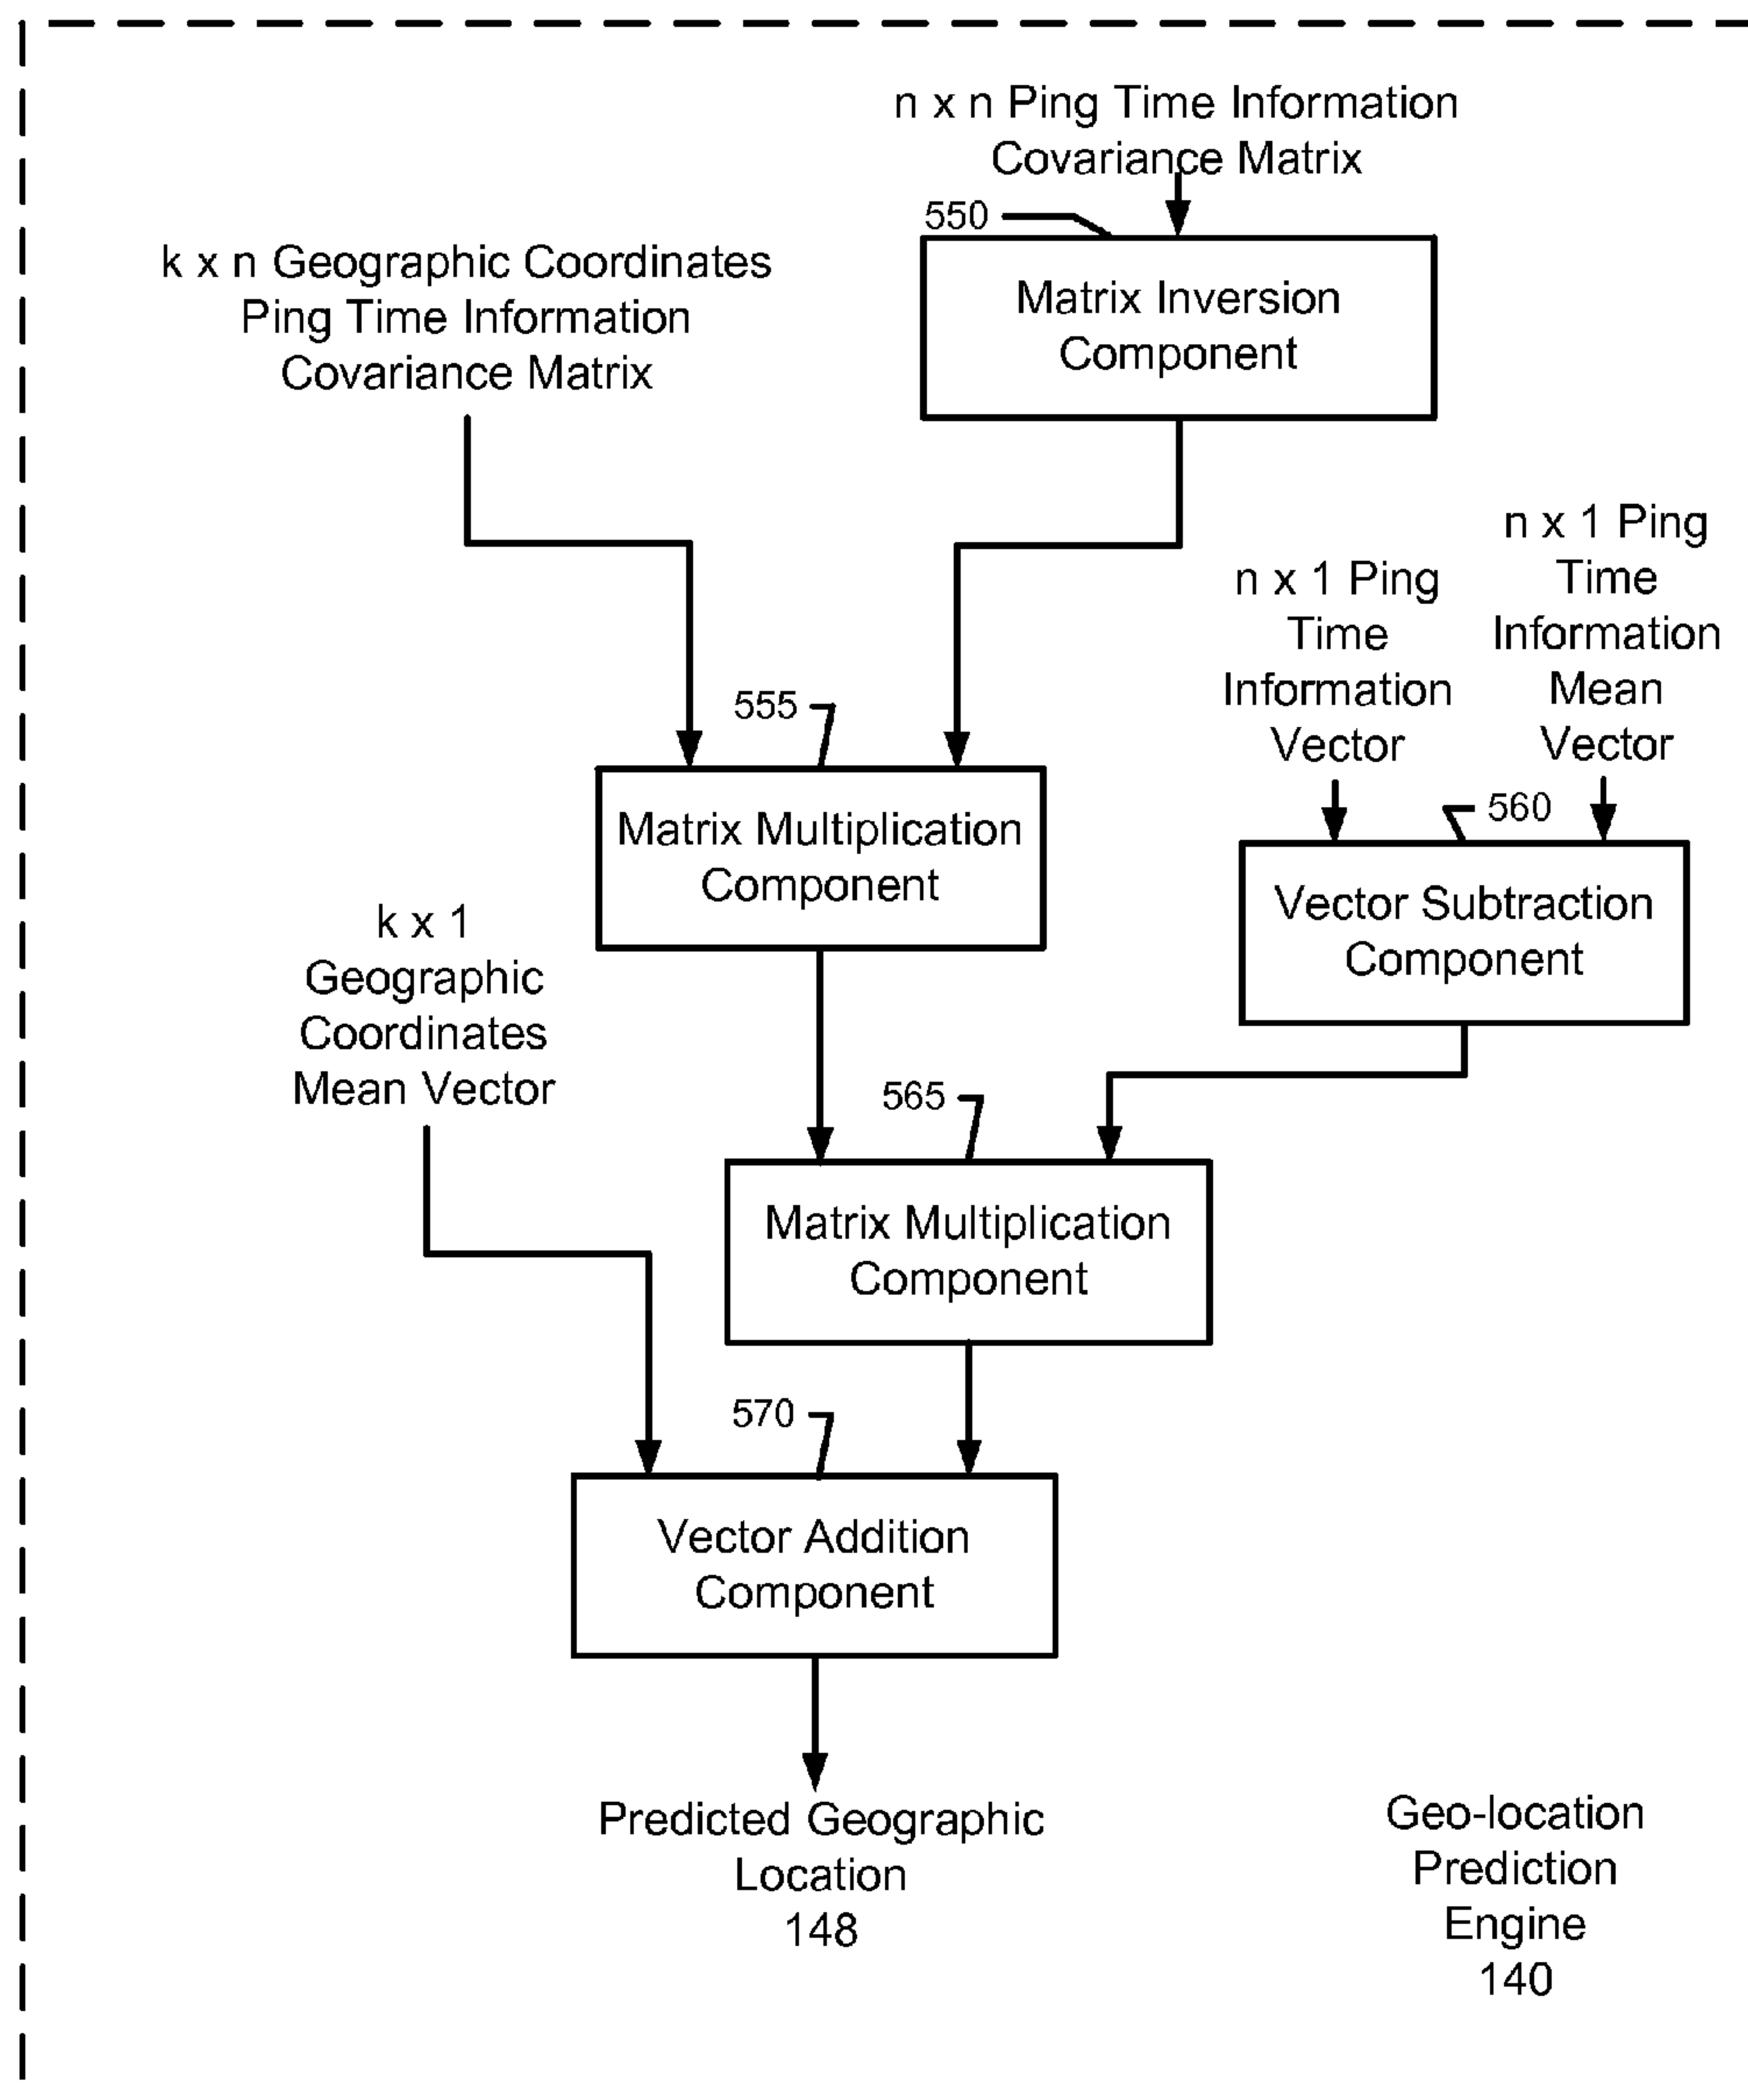 n x n Ping Time Information
Covariance Matrix
550
k x n Geographic Coordinates
Ping Time Information
Covariance Matrix
Matrix Inversion
Component
n x 1 Ping
Time
Information
Vector
n x 1 Ping
Time
Information
Mean
Vector
555
560
Matrix Multiplication
Component
Vector Subtraction
Component
k x 1
Geographic
Coordinates
Mean Vector
565
Matrix Multiplication
Component
570
Vector Addition
Component
Predicted Geographic
Location
148
Geo-location
Prediction
Engine
140